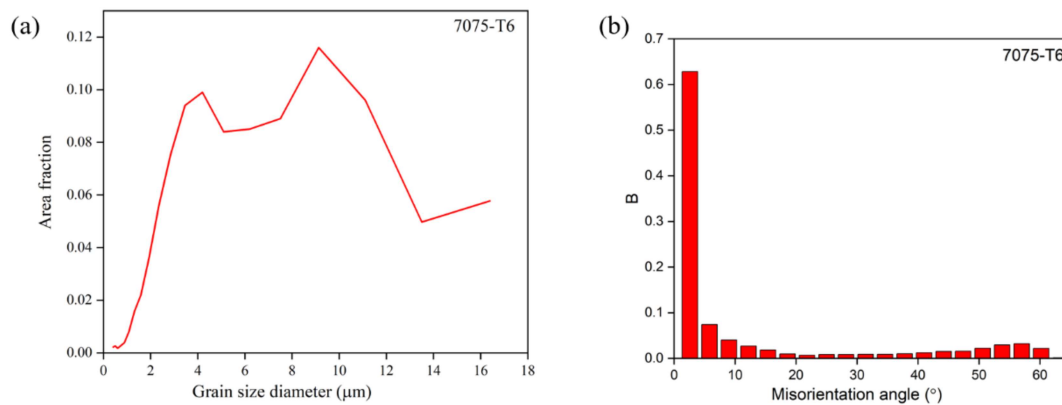 (a)
7075-T6
0.12
0.10
0.08
0.06
0.04
0.02
0.00
Area fraction
0 2 4 6 8 10 12 14 16 18
Grain size diameter (μm)
(b)
7075-T6
0.7
0.6
0.5
0.4
0.3
0.2
0.1
0.0
B
0 10 20 30 40 50 60
Misorientation angle (°)